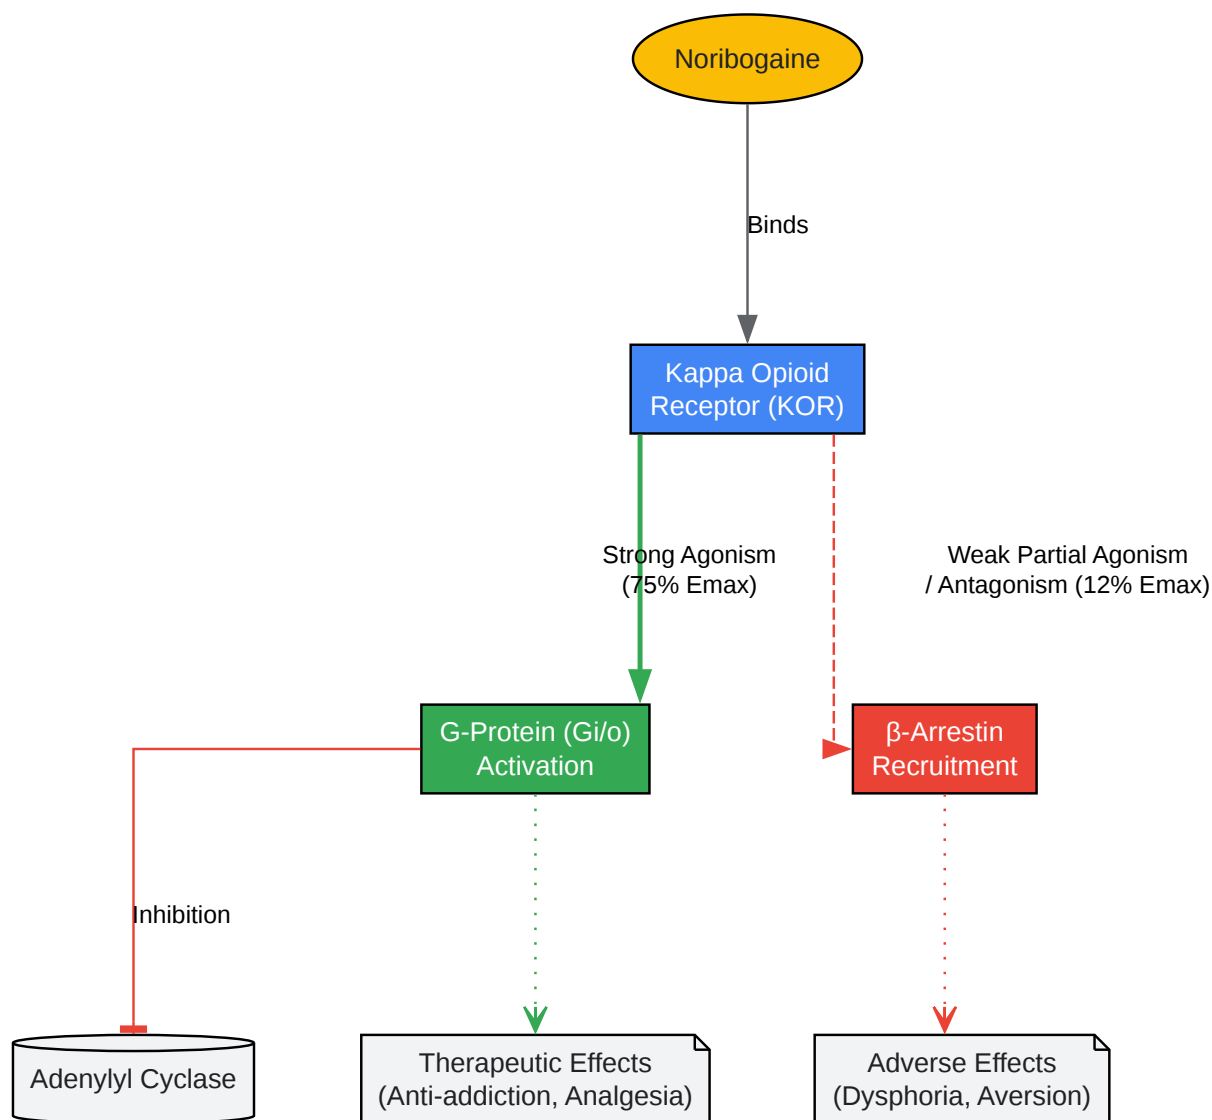 Noribogaine
Binds
Kappa Opioid
Receptor (KOR)
Strong Agonism
(75% Emax)
Weak Partial Agonism
/ Antagonism (12% Emax)
G-Protein (Gi/o)
Activation
β-Arrestin
Recruitment
Inhibition
Adenylyl Cyclase
Therapeutic Effects
(Anti-addiction, Analgesia)
Adverse Effects
(Dysphoria, Aversion)